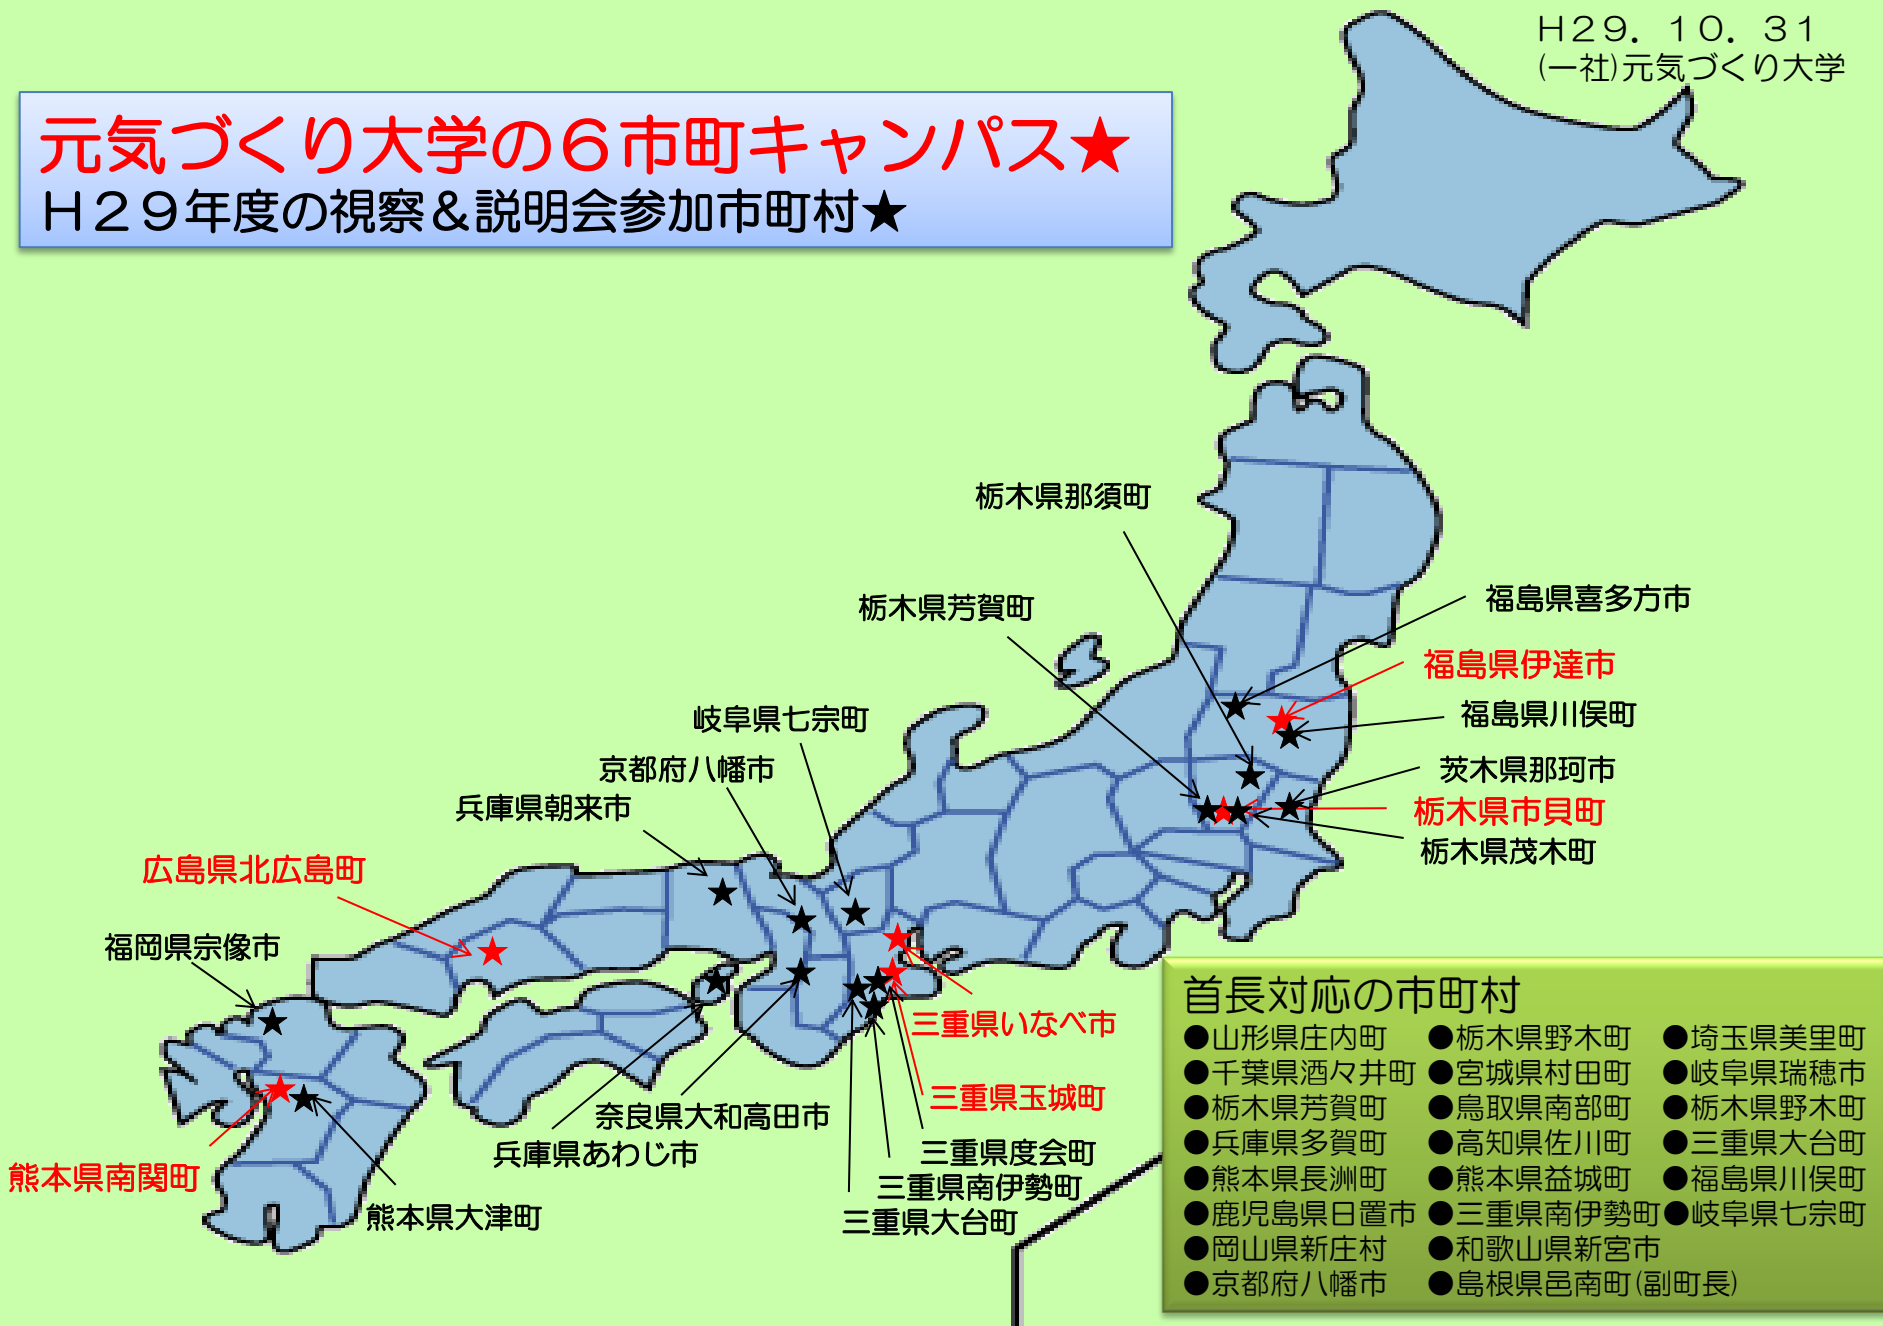 H29．10．31
(一社)元気づくり大学
元気づくり大学の６市町キャンパス★
H２９年度の視察＆説明会参加市町村★
栃木県那須町
栃木県芳賀町
福島県喜多方市
福島県伊達市
福島県川俣町
茨木県那珂市
栃木県市貝町
栃木県茂木町
岐阜県七宗町
京都府八幡市
兵庫県朝来市
広島県北広島町
福岡県宗像市
三重県いなべ市
三重県玉城町
奈良県大和高田市
兵庫県あわじ市
三重県度会町
三重県南伊勢町
三重県大台町
熊本県南関町
熊本県大津町
首長対応の市町村
●山形県庄内町 ●栃木県野木町 ●埼玉県美里町
●千葉県酒々井町 ●宮城県村田町 ●岐阜県瑞穂市
●栃木県芳賀町 ●鳥取県南部町 ●栃木県野木町
●兵庫県多賀町 ●高知県佐川町 ●三重県大台町
●熊本県長洲町 ●熊本県益城町 ●福島県川俣町
●鹿児島県日置市 ●三重県南伊勢町 ●岐阜県七宗町
●岡山県新庄村 ●和歌山県新宮市
●京都府八幡市 ●島根県邑南町(副町長)